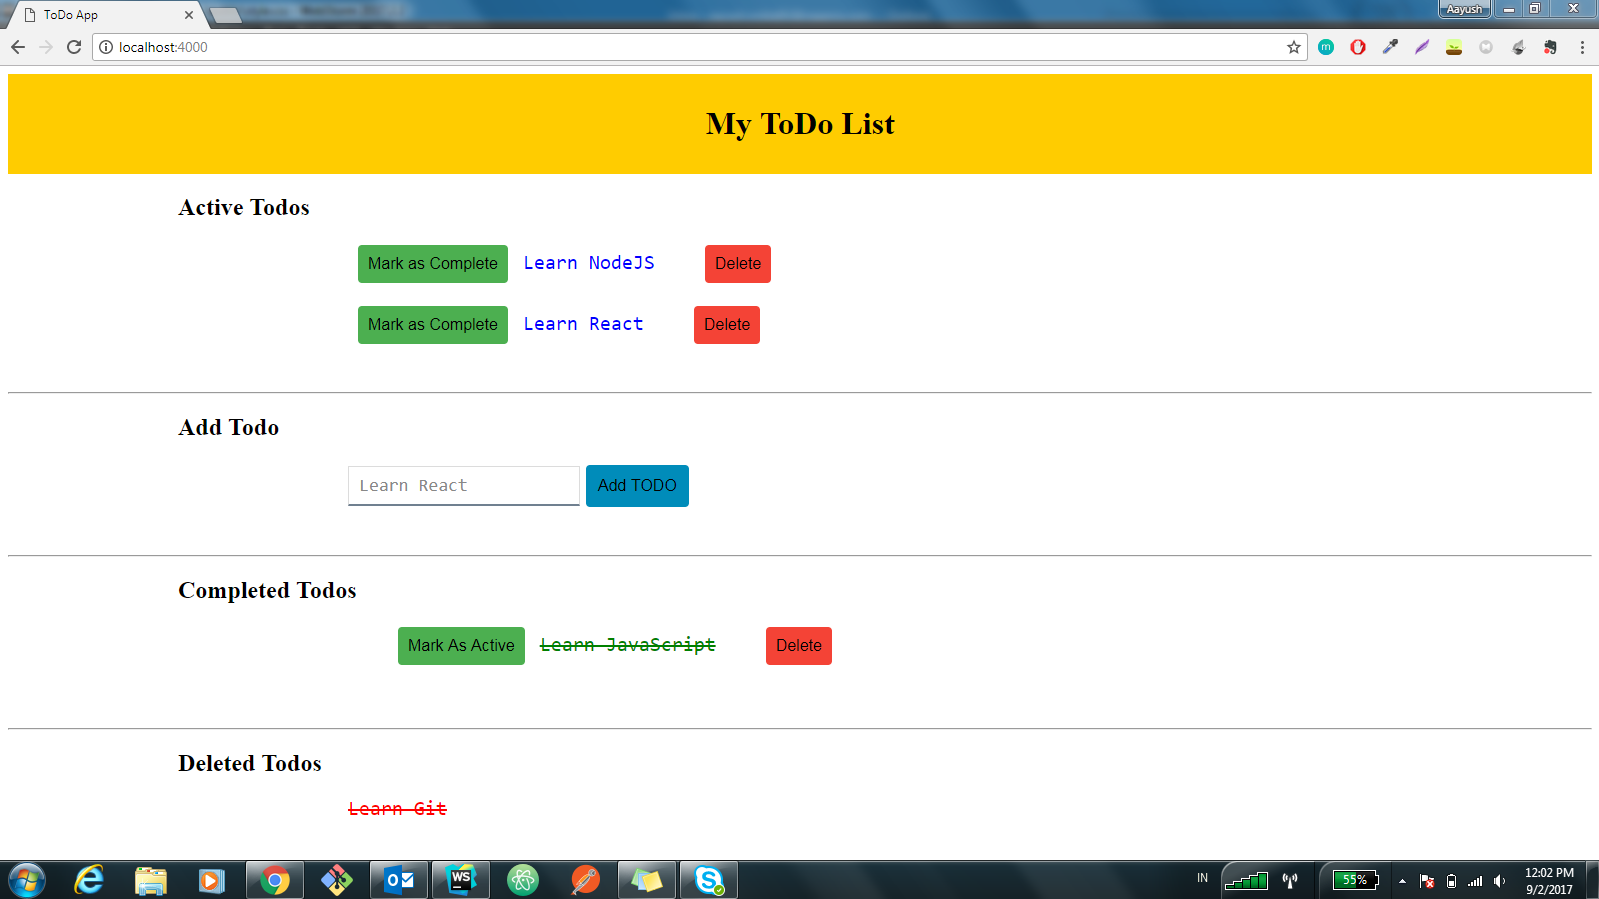 ToDo App
Aayush
localhost:4000
My ToDo List
Active Todos
Mark as Complete Learn NodeJS Delete
Mark as Complete Learn React Delete
Add Todo
Learn React Add TODO
Completed Todos
Mark As Active Learn JavaScript Delete
Deleted Todos
Learn Git
IN 55% 12:02 PM
9/2/2017